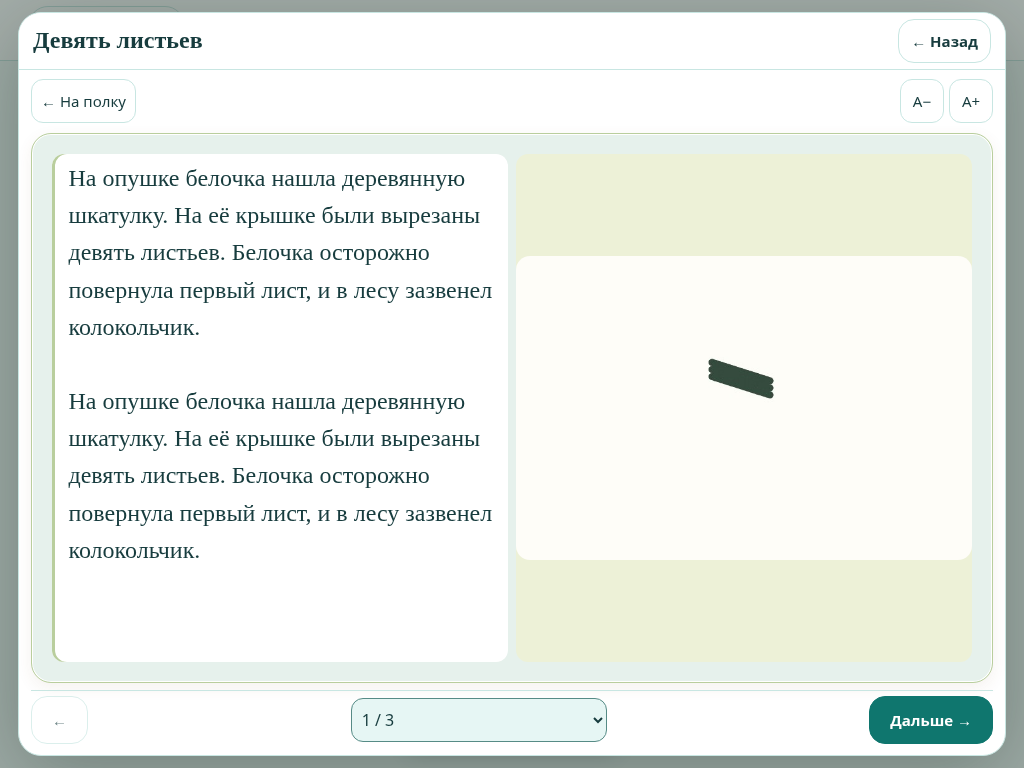 Девять листьев
← Назад
← На полку
A−
A+
На опушке белочка нашла деревянную
шкатулку. На её крышке были вырезаны
девять листьев. Белочка осторожно
повернула первый лист, и в лесу зазвенел
колокольчик.
На опушке белочка нашла деревянную
шкатулку. На её крышке были вырезаны
девять листьев. Белочка осторожно
повернула первый лист, и в лесу зазвенел
колокольчик.
←
1 / 3
Дальше →